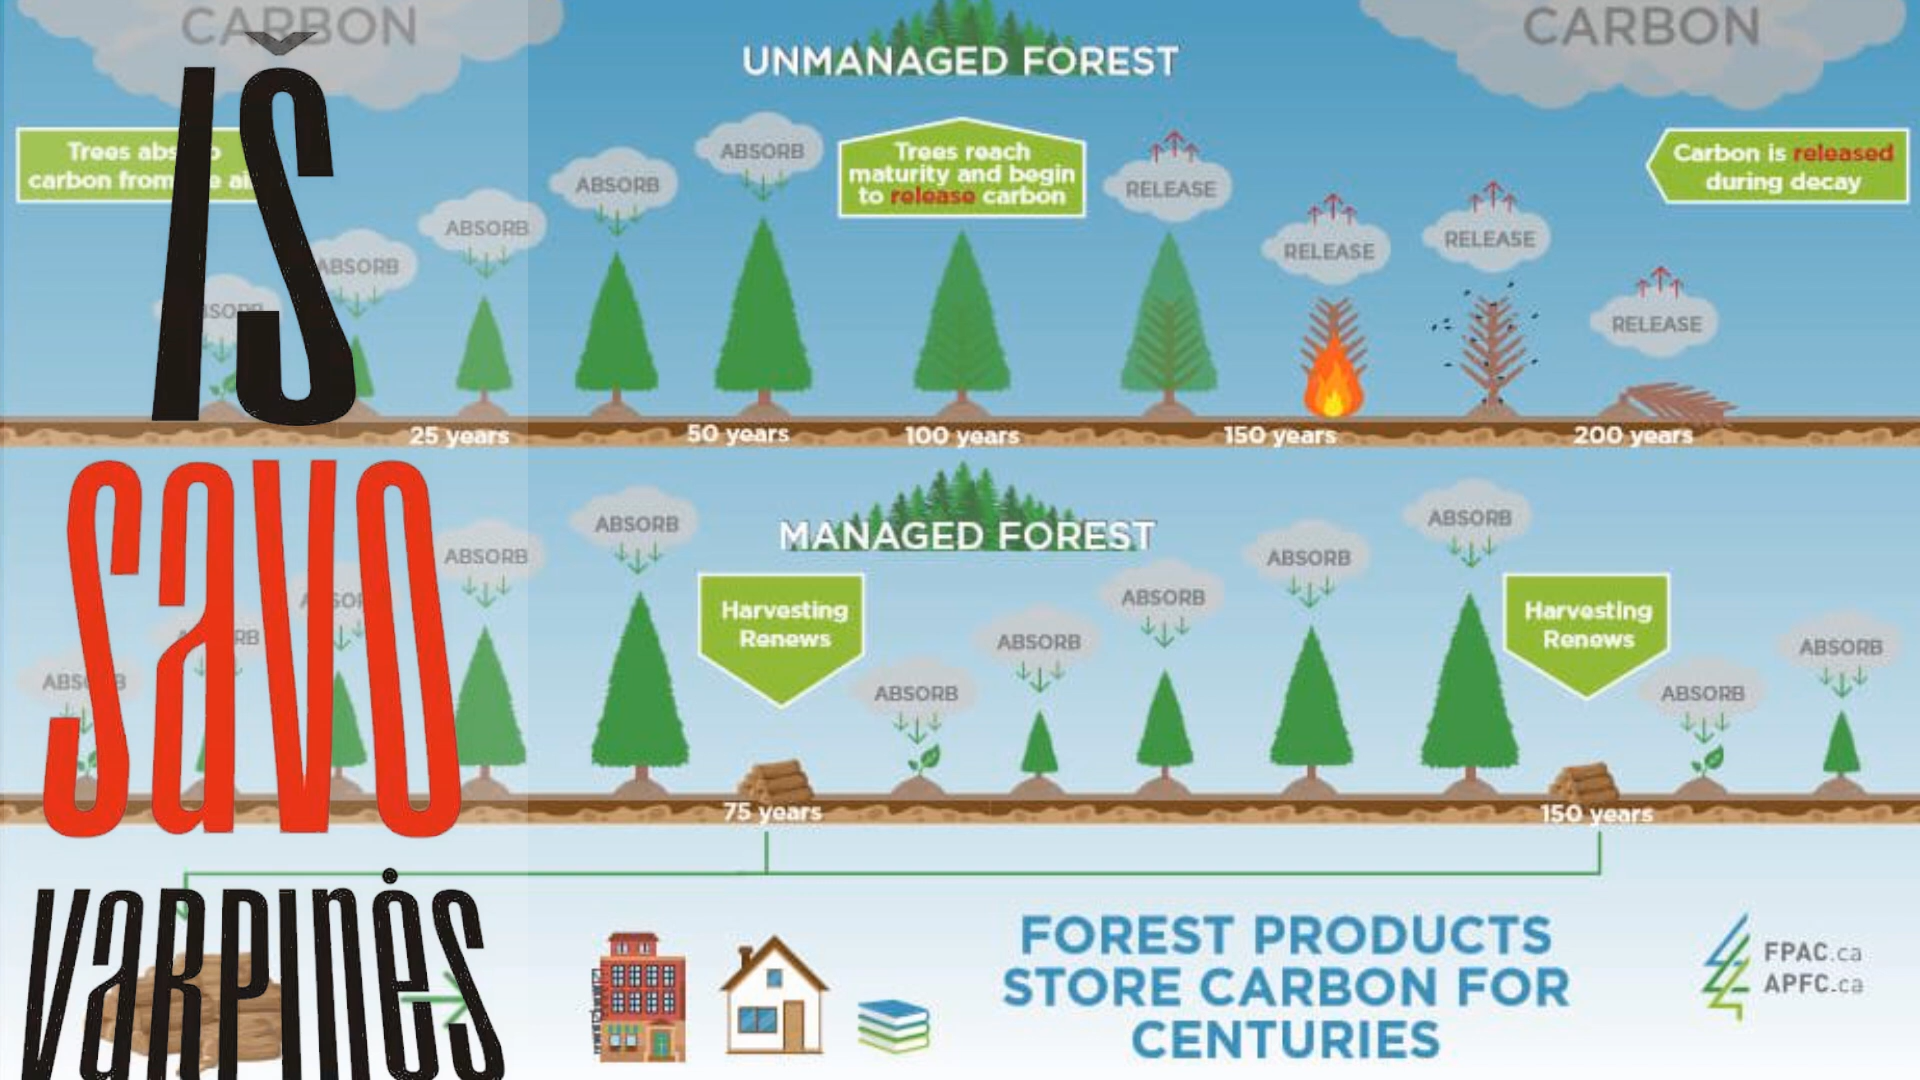 CARBON
CARBON
UNMANAGED FOREST
Trees
carbon from
ABSORB
ABSORB
ABSORB
ABSORB
Trees reach
maturity and begin
to release carbon
RELEASE
RELEASE
RELEASE
RELEASE
Carbon is released
during decay
25 years
50 years
100 years
150 years
200 years
IŠ
savo
varpinės
MANAGED FOREST
ABSORB
ABSORB
Harvesting
Renews
ABSORB
ABSORB
ABSORB
ABSORB
ABSORB
Harvesting
Renews
ABSORB
ABSORB
75 years
150 years
FOREST PRODUCTS
STORE CARBON FOR
CENTURIES
FPAC.ca
APFC.ca